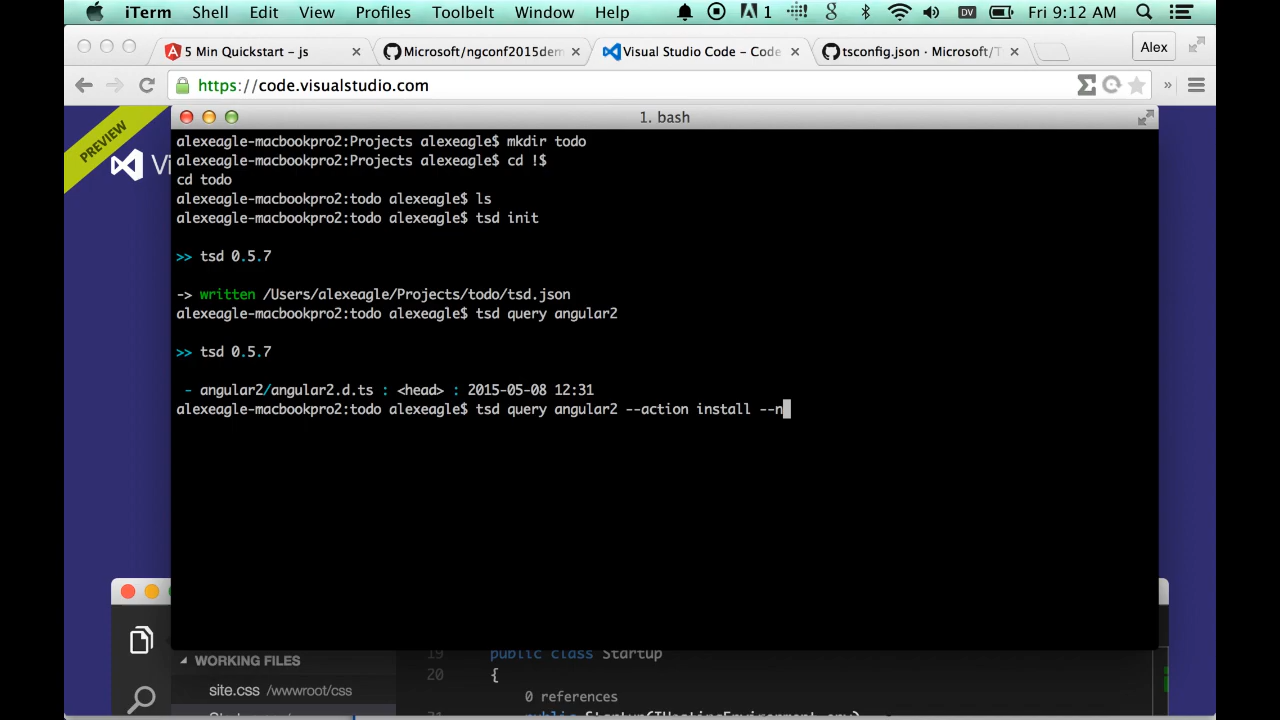 iTerm Shell Edit View Profiles Toolbelt Window Help 1 DV Fri 9:12 AM
5 Min Quickstart - js Microsoft/ngconf2015dem Visual Studio Code - Code tsconfig.json · Microsoft/T Alex
https://code.visualstudio.com
PREVIEW
Vi
1. bash
alexeagle-macbookpro2:Projects alexeagle$ mkdir todo
alexeagle-macbookpro2:Projects alexeagle$ cd !$
cd todo
alexeagle-macbookpro2:todo alexeagle$ ls
alexeagle-macbookpro2:todo alexeagle$ tsd init
>> tsd 0.5.7
-> written /Users/alexeagle/Projects/todo/tsd.json
alexeagle-macbookpro2:todo alexeagle$ tsd query angular2
>> tsd 0.5.7
- angular2/angular2.d.ts : <head> : 2015-05-08 12:31
alexeagle-macbookpro2:todo alexeagle$ tsd query angular2 --action install --n
19 public class Startup
WORKING FILES
20 {
site.css /wwwroot/css
0 references